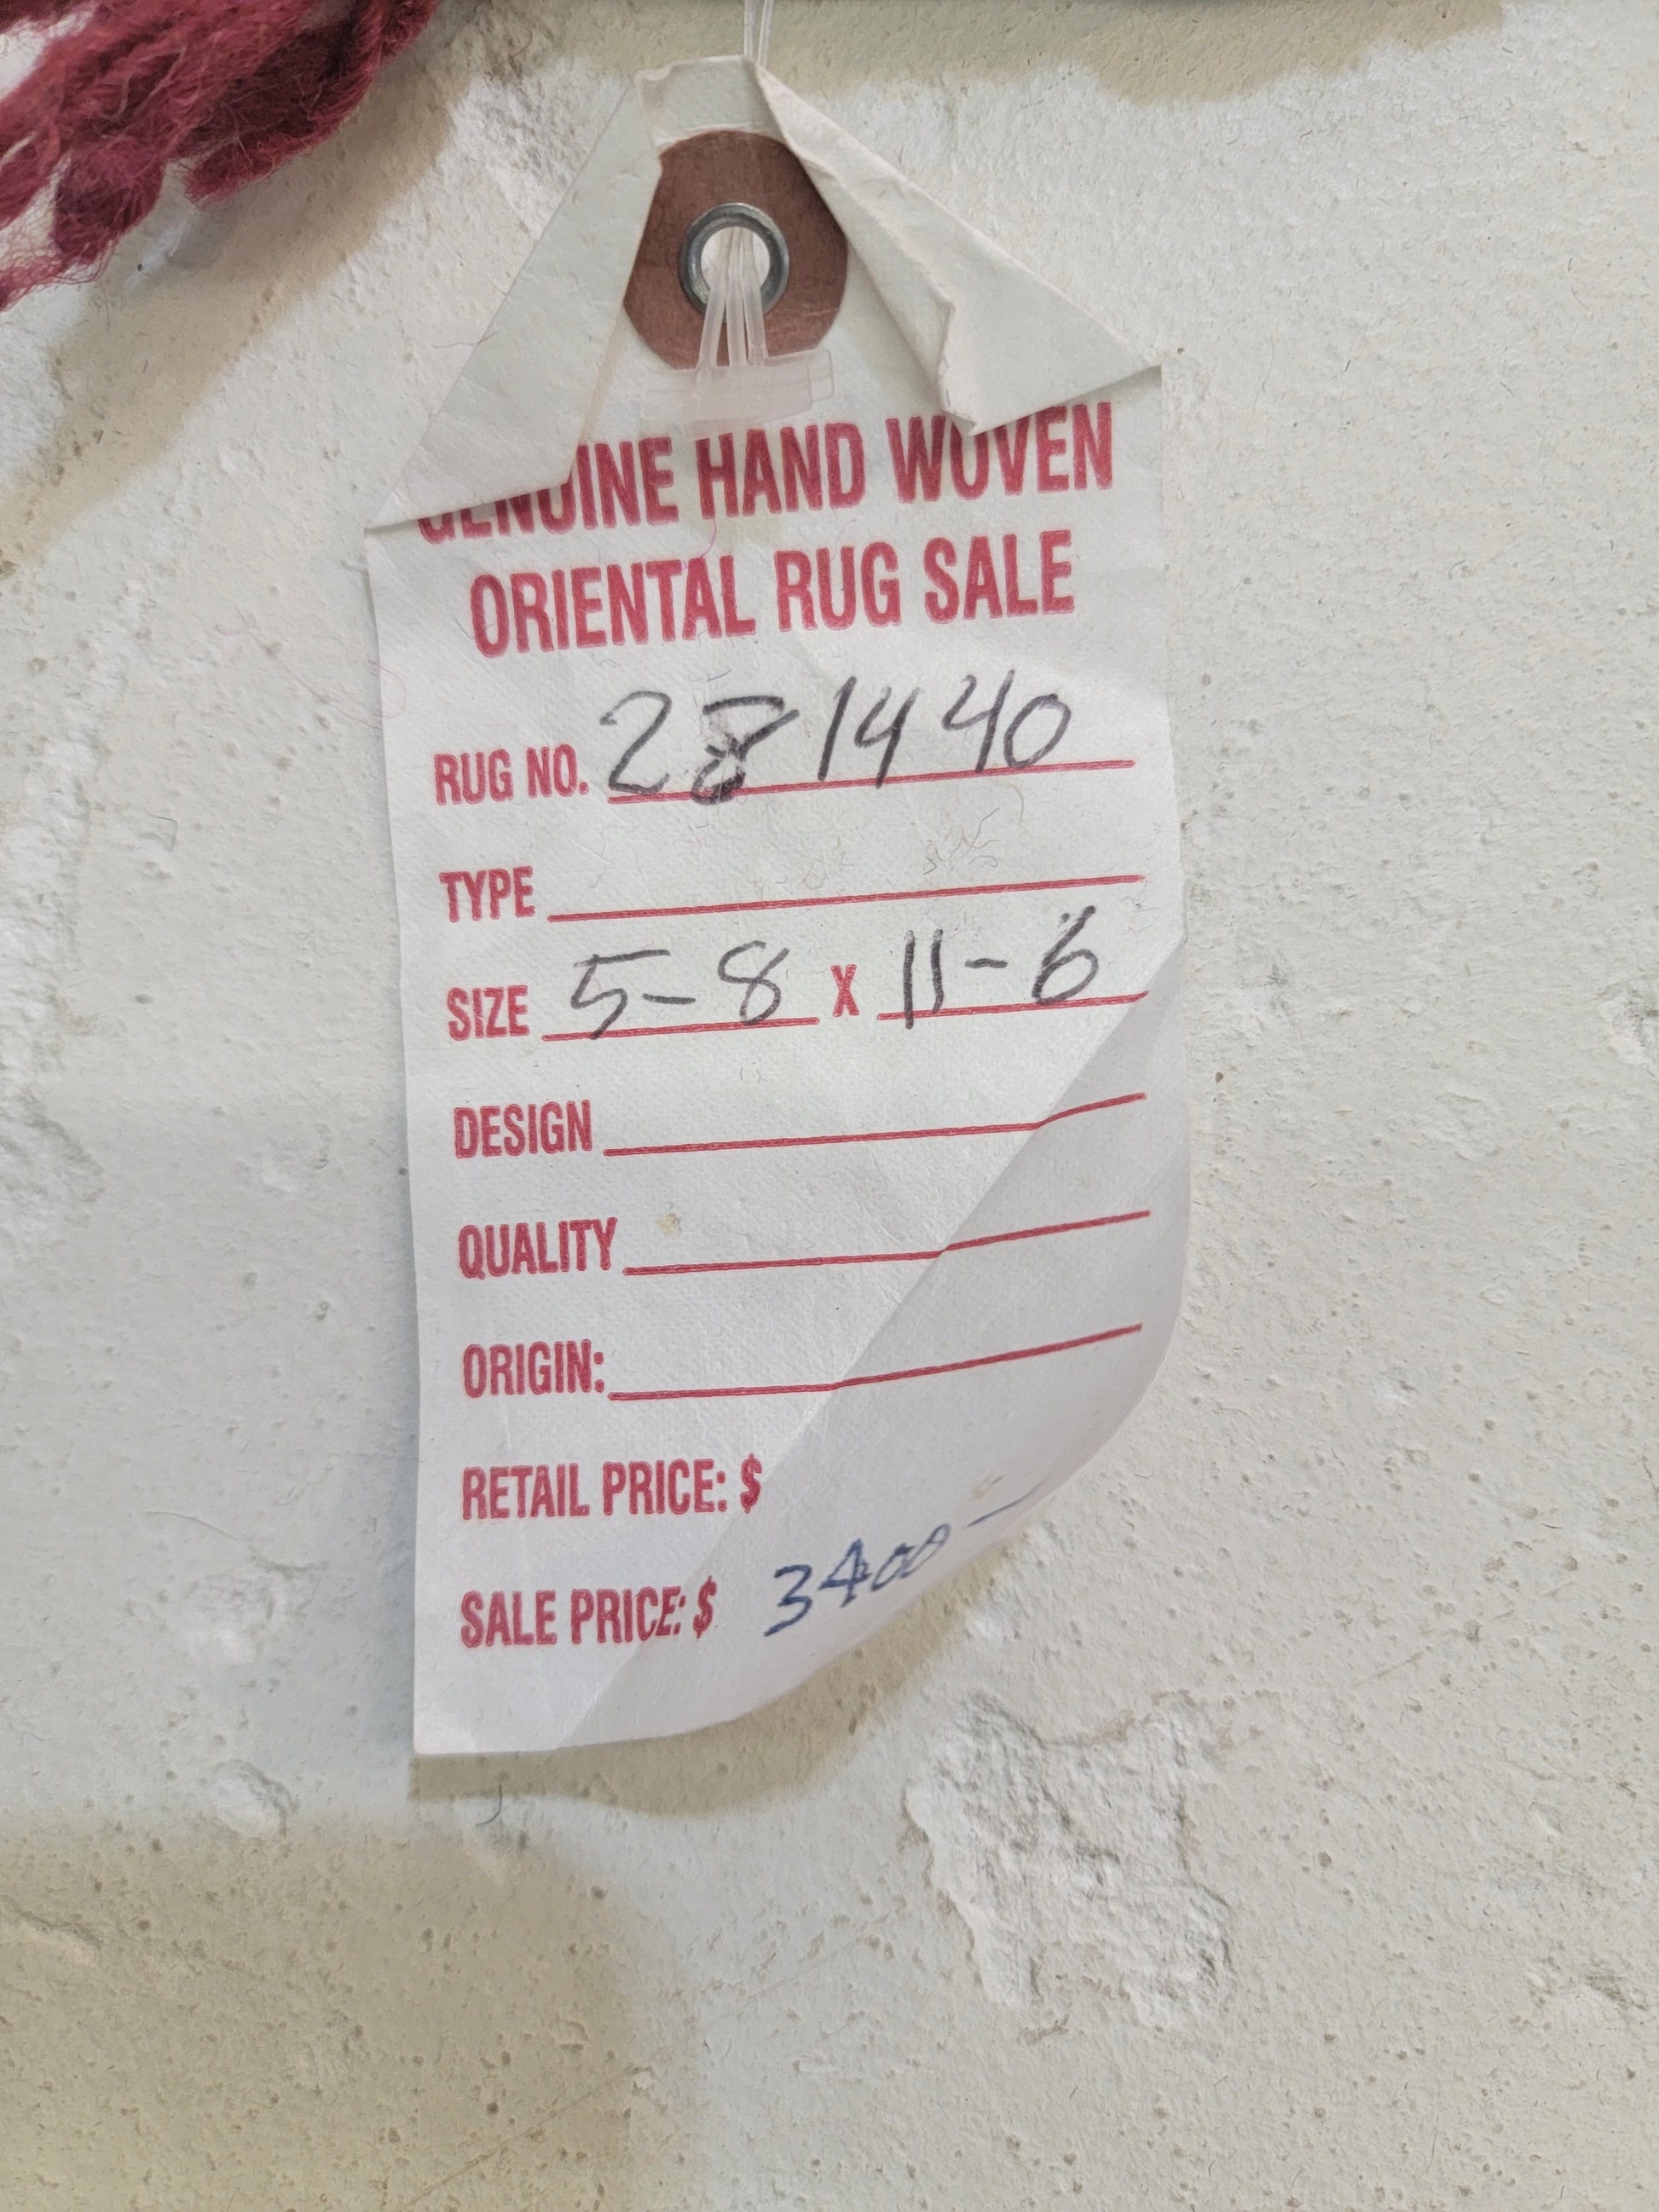 GENUINE HAND WOVEN
ORIENTAL RUG SALE
RUG NO. 281440
TYPE
SIZE 5-8 X 11-6
DESIGN
QUALITY
ORIGIN:
RETAIL PRICE: $
SALE PRICE: $ 3400-